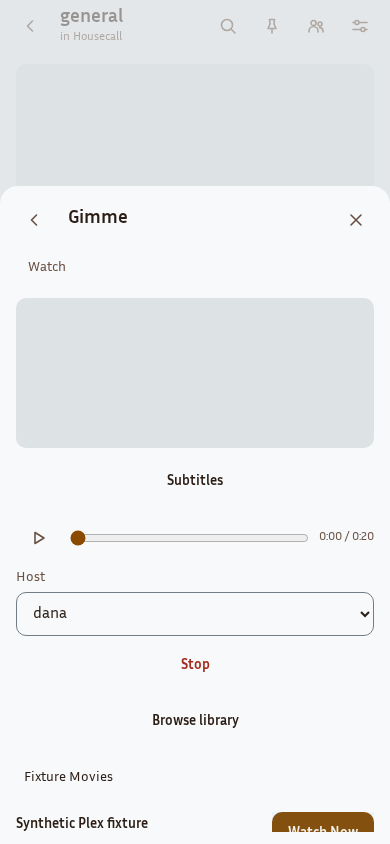 general
in Housecall
Gimme
Watch
Subtitles
0:00 / 0:20
Host
dana
Stop
Browse library
Fixture Movies
Synthetic Plex fixture
Watch Now